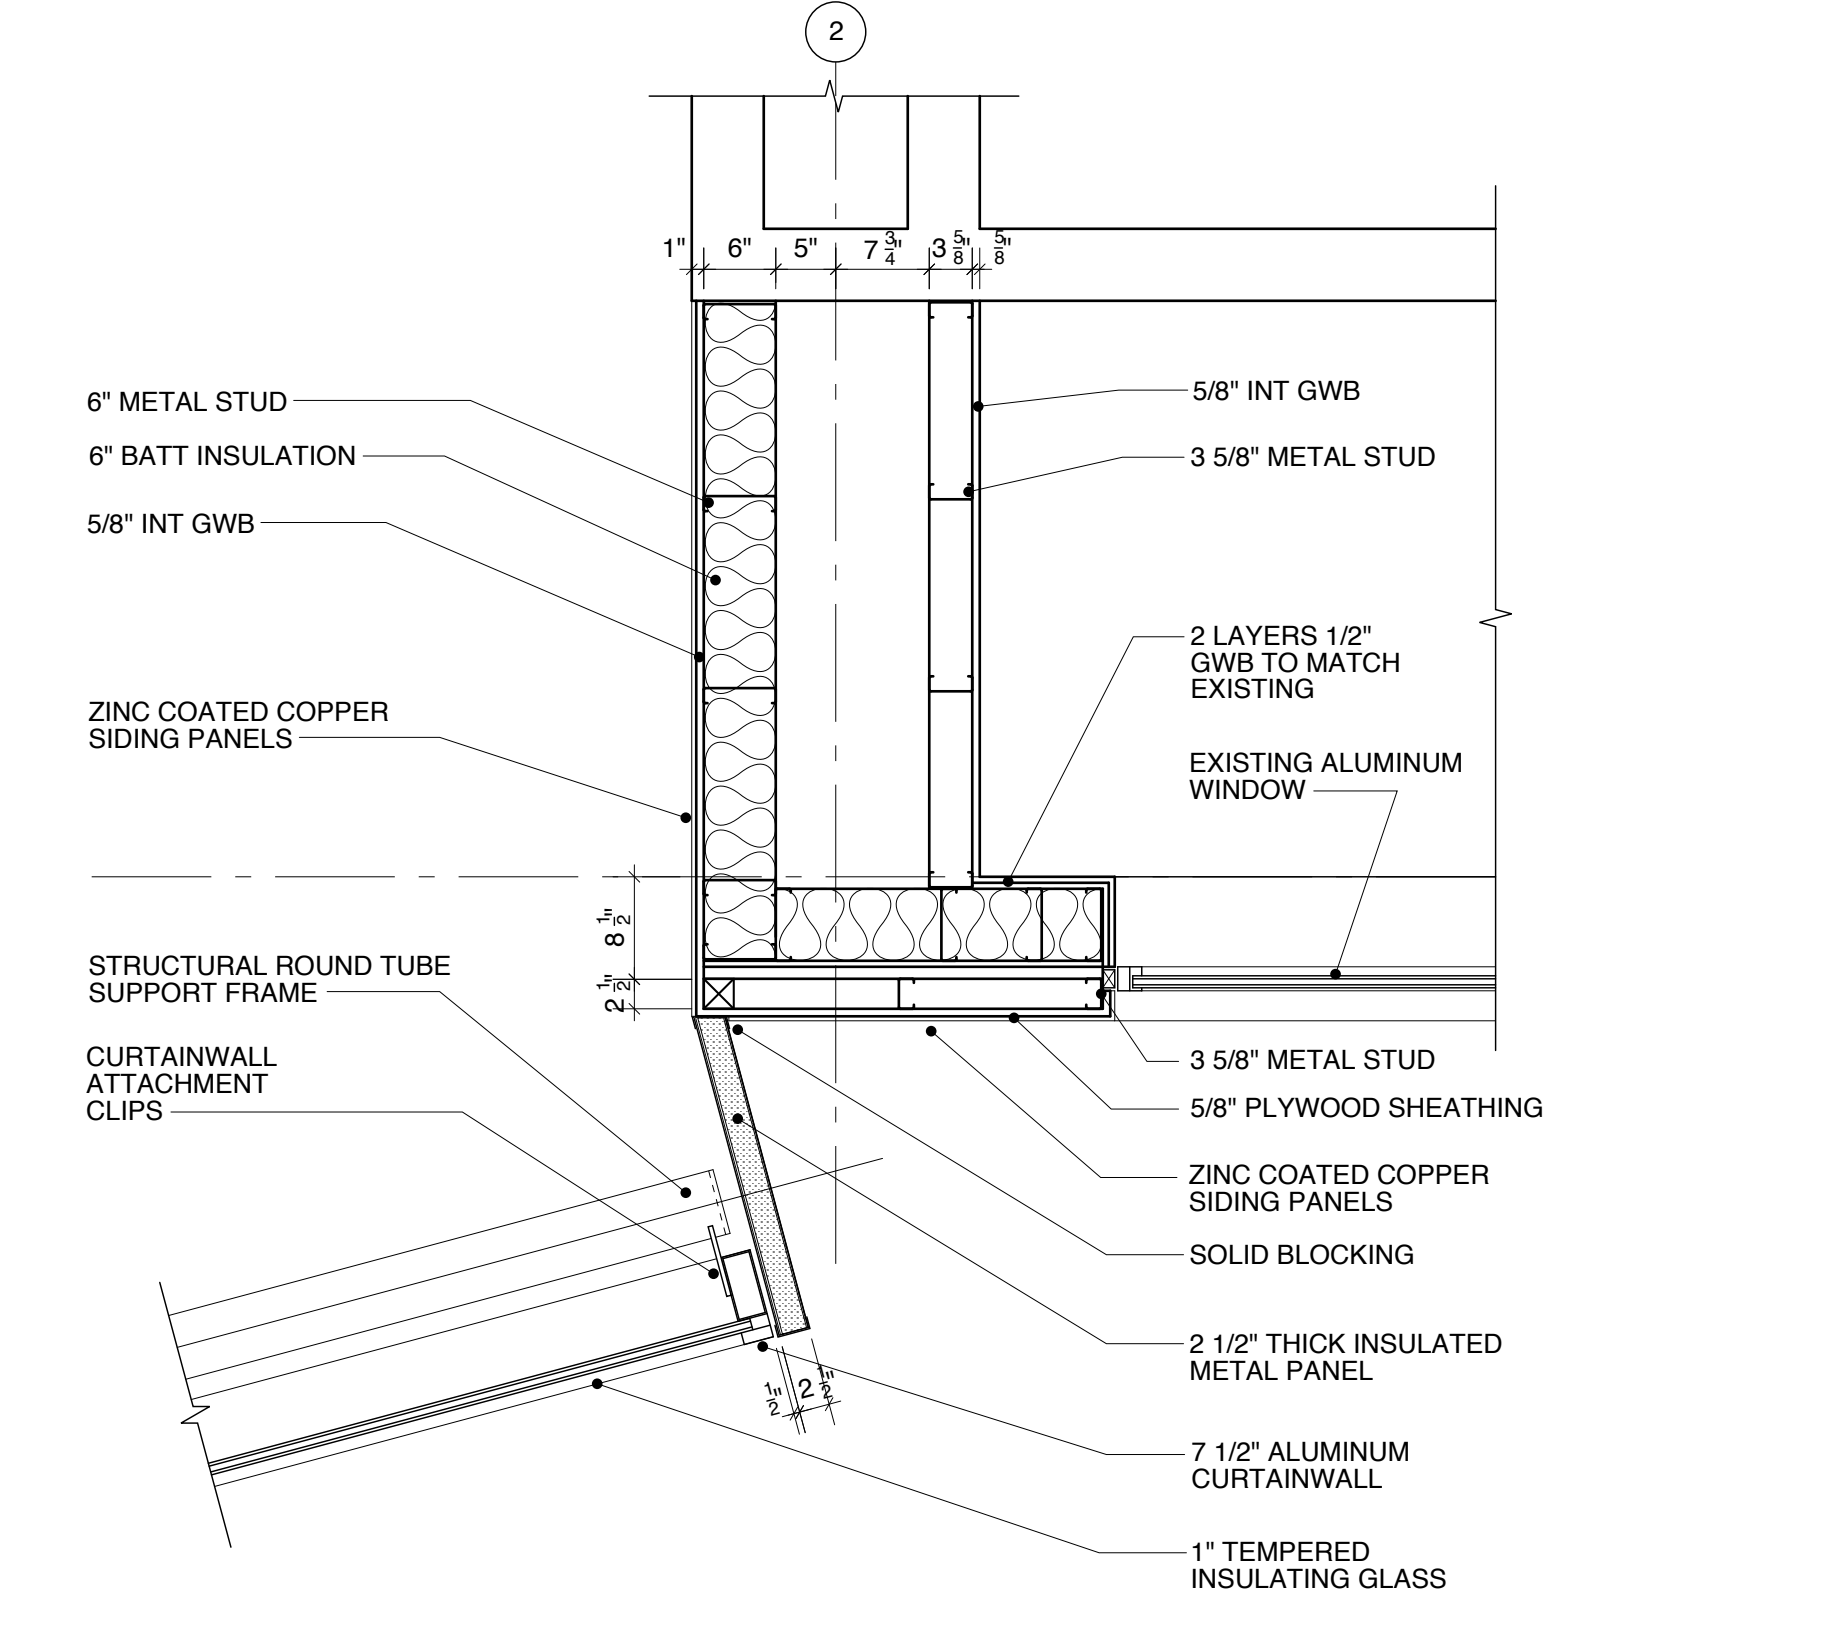 2
1" 6" 5" 7 3/4" 3 5/8" 5/8"
6" METAL STUD
6" BATT INSULATION
5/8" INT GWB
ZINC COATED COPPER
SIDING PANELS
8 1/2"
2 1/2"
STRUCTURAL ROUND TUBE
SUPPORT FRAME
CURTAINWALL
ATTACHMENT
CLIPS
5/8" INT GWB
3 5/8" METAL STUD
2 LAYERS 1/2"
GWB TO MATCH
EXISTING
EXISTING ALUMINUM
WINDOW
3 5/8" METAL STUD
5/8" PLYWOOD SHEATHING
ZINC COATED COPPER
SIDING PANELS
SOLID BLOCKING
2 1/2" THICK INSULATED
METAL PANEL
1/2" 2 1/2"
7 1/2" ALUMINUM
CURTAINWALL
1" TEMPERED
INSULATING GLASS